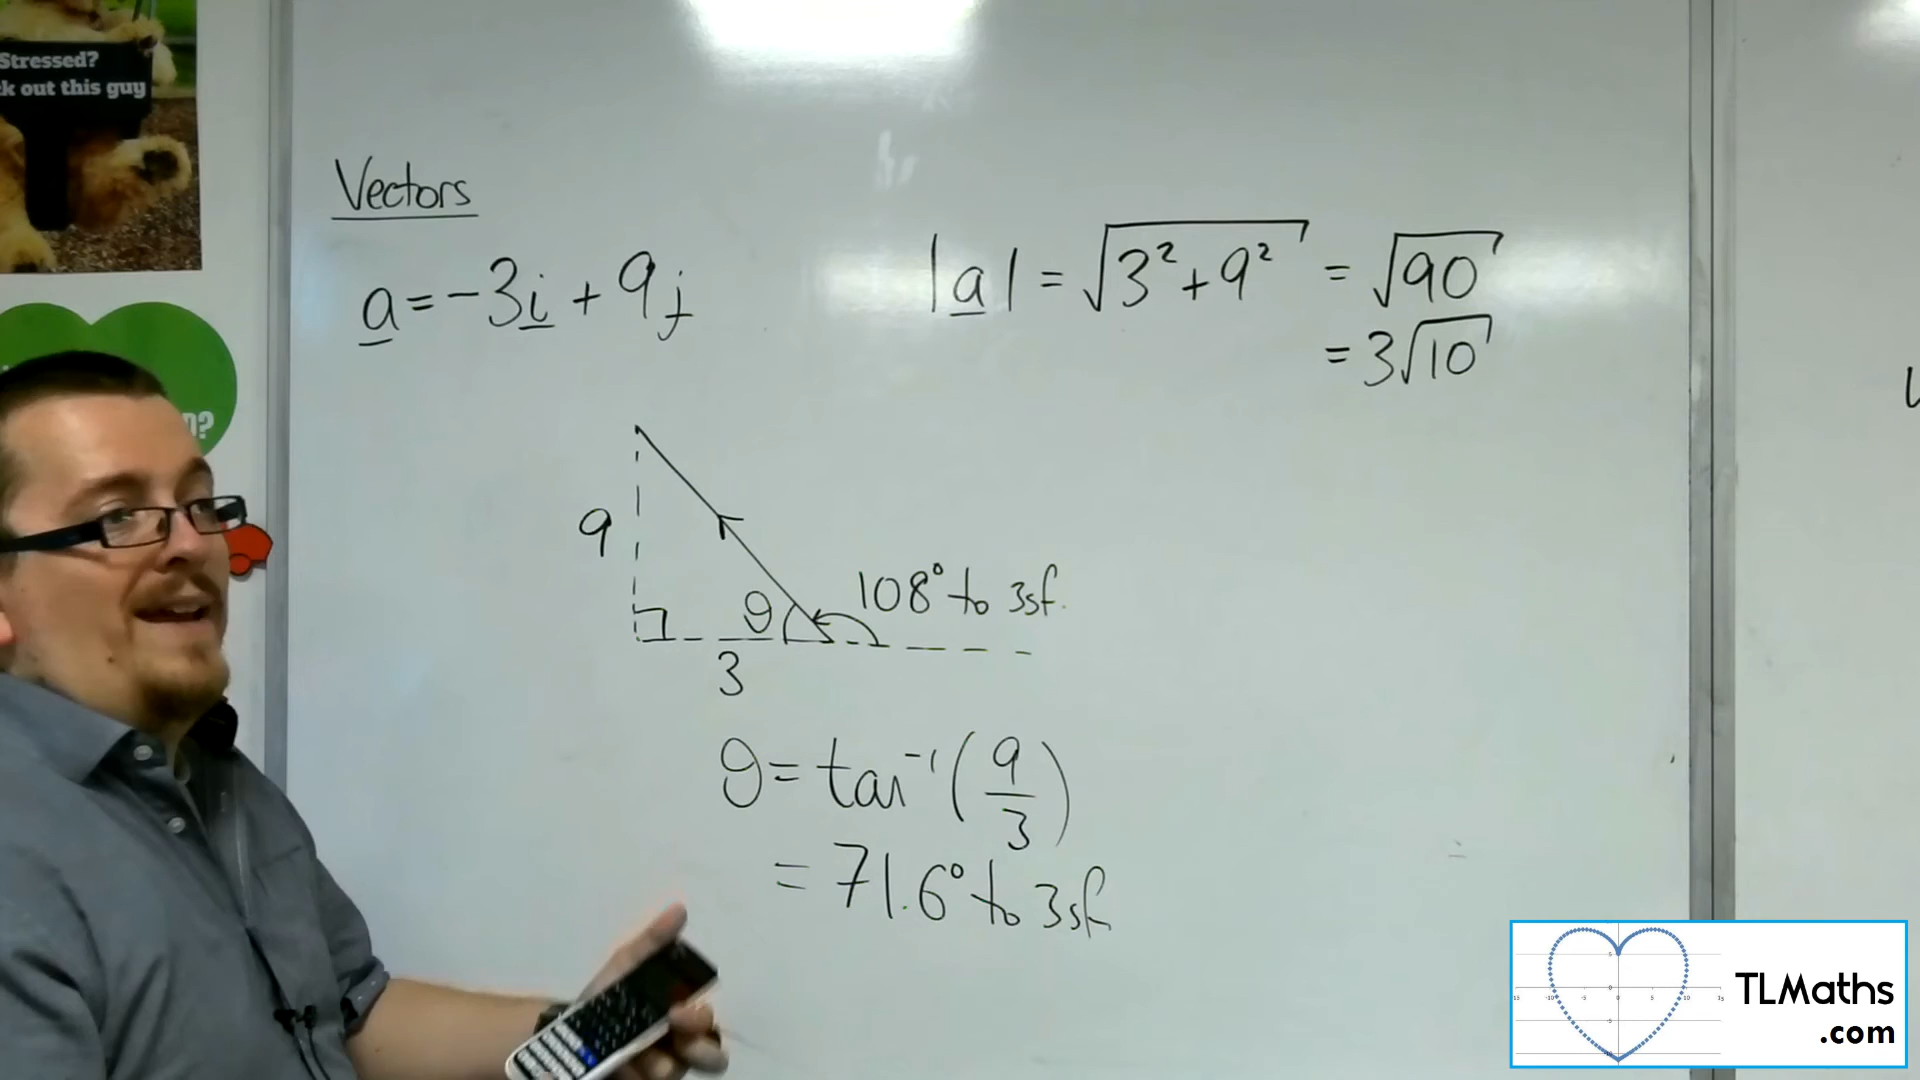 Stressed?
k out this guy
Vectors
a = -3i + 9j
|a| = √3²+9² = √90
= 3√10
9
θ
108° to 3sf.
3
θ = tan⁻¹(9/3)
= 71.6° to 3sf
TLMaths
.com